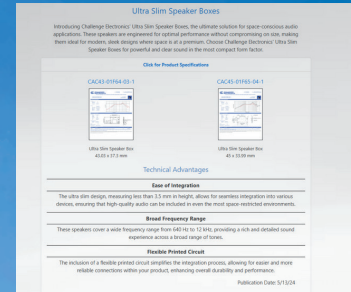 Ultra Slim Speaker Boxes
Introducing Challenge Electronics' Ultra Slim Speaker Boxes, the ultimate solution for space-conscious audio
applications. These speakers are engineered for optimal performance without compromising on size, making
them ideal for modern, sleek designs where space is at a premium. Choose Challenge Electronics' Ultra Slim
Speaker Boxes for powerful and clear sound in the most compact form factor.
Click for Product Specifications
CAC43-01F64-03-1
CAC45-01F65-04-1
Ultra Slim Speaker Box
Ultra Slim Speaker Box
Technical Advantages
Ease of Integration
The ultra slim design, measuring less than 3.5 mm in height, allows for seamless integration into various
devices, ensuring that high-quality audio can be included in even the most space-restricted environments.
Broad Frequency Range
These speakers cover a wide frequency range from 640 Hz to 12 kHz, providing a rich and detailed sound
experience across a broad range of tones.
Flexible Printed Circuit
The inclusion of a flexible printed circuit simplifies the integration process, allowing for easier and more
reliable connections within your product, enhancing overall durability and performance.
Publication Date: 5/13/24